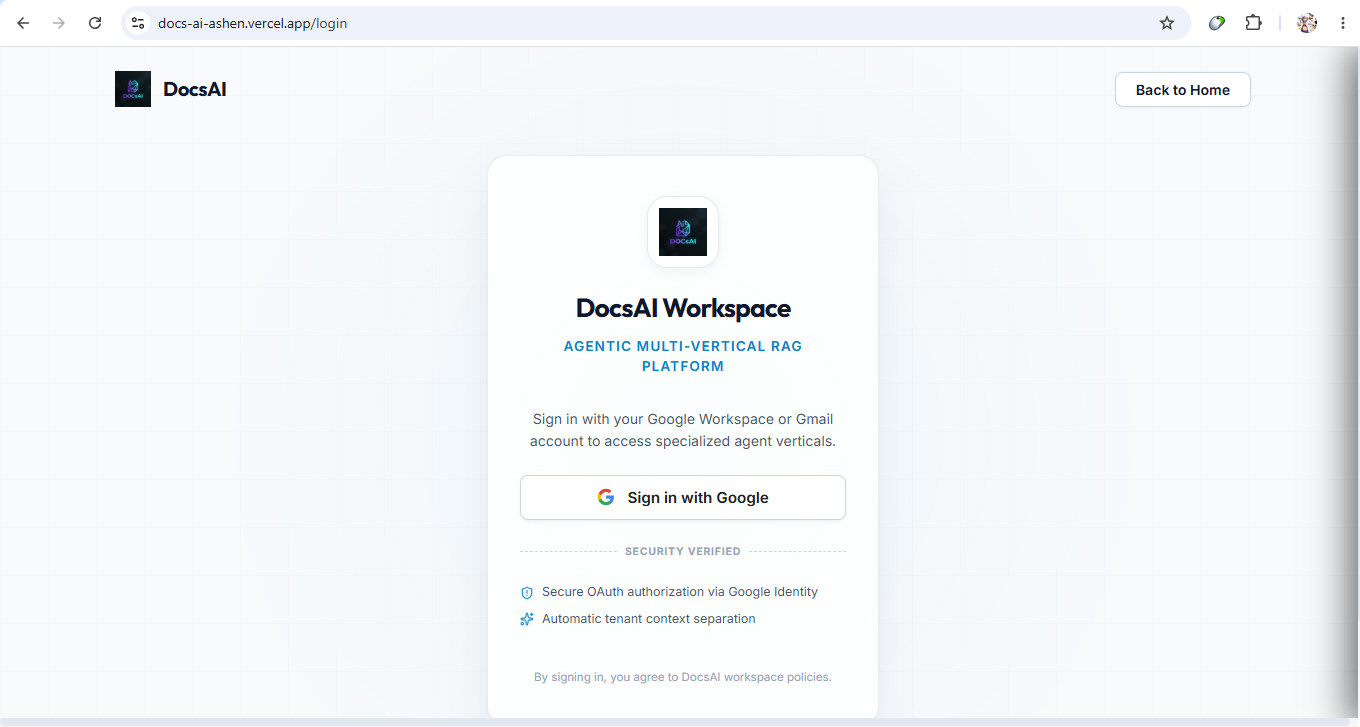 docs-ai-ashen.vercel.app/login
DocsAI
Back to Home
DOCsAI
DocsAI Workspace
AGENTIC MULTI-VERTICAL RAG
PLATFORM
Sign in with your Google Workspace or Gmail
account to access specialized agent verticals.
Sign in with Google
SECURITY VERIFIED
Secure OAuth authorization via Google Identity
Automatic tenant context separation
By signing in, you agree to DocsAI workspace policies.